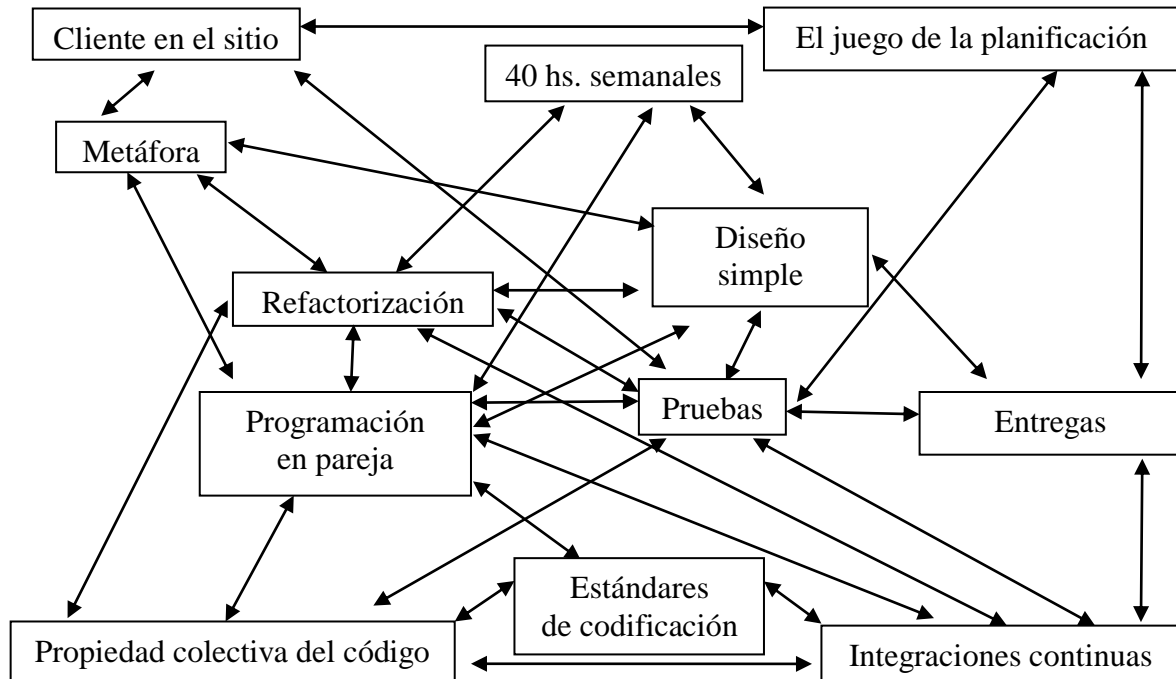 Cliente en el sitio
El juego de la planificación
40 hs. semanales
Metáfora
Diseño
simple
Refactorización
Programación
en pareja
Pruebas
Entregas
Estándares
de codificación
Propiedad colectiva del código
Integraciones continuas